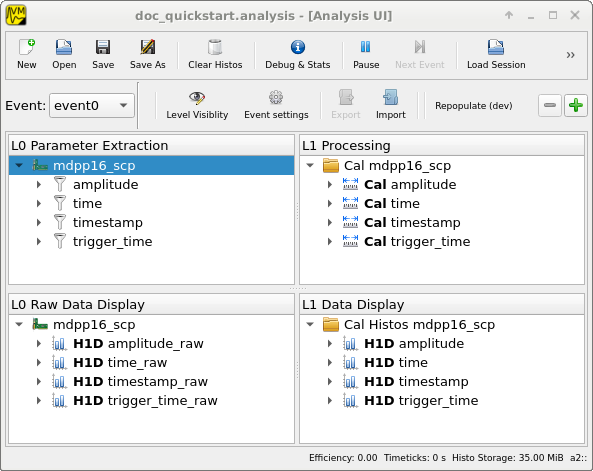 doc_quickstart.analysis - [Analysis UI]
New Open Save Save As Clear Histos Debug & Stats Pause Next Event Load Session »
Event: event0 Level Visiblity Event settings Export Import Repopulate (dev)
L0 Parameter Extraction
mdpp16_scp
amplitude
time
timestamp
trigger_time
L1 Processing
Cal mdpp16_scp
Cal amplitude
Cal time
Cal timestamp
Cal trigger_time
L0 Raw Data Display
mdpp16_scp
H1D amplitude_raw
H1D time_raw
H1D timestamp_raw
H1D trigger_time_raw
L1 Data Display
Cal Histos mdpp16_scp
H1D amplitude
H1D time
H1D timestamp
H1D trigger_time
Efficiency: 0.00 Timeticks: 0 s Histo Storage: 35.00 MiB a2::